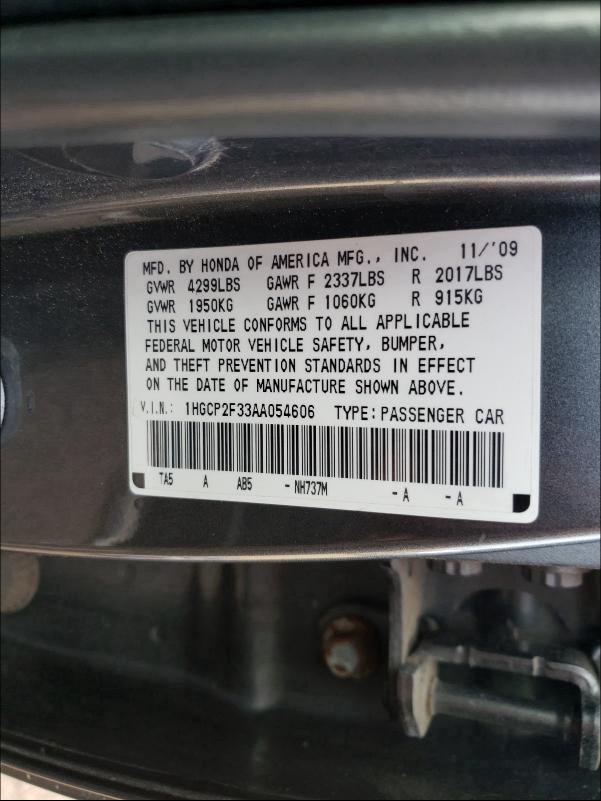 MFD. BY HONDA OF AMERICA MFG., INC. 11/'09
GVWR 4299LBS GAWR F 2337LBS R 2017LBS
GVWR 1950KG GAWR F 1060KG R 915KG
THIS VEHICLE CONFORMS TO ALL APPLICABLE
FEDERAL MOTOR VEHICLE SAFETY, BUMPER,
AND THEFT PREVENTION STANDARDS IN EFFECT
ON THE DATE OF MANUFACTURE SHOWN ABOVE.
V.I.N.: 1HGCP2F33AA054606 TYPE: PASSENGER CAR
TA5 A AB5 - NH737M - A - A